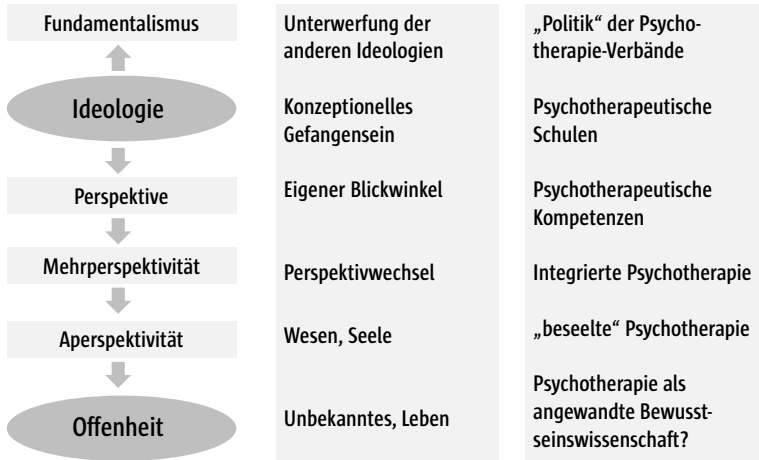 Fundamentalismus
Unterwerfung der
anderen Ideologien
„Politik“ der Psycho-
therapie-Verbände
Ideologie
Konzeptionelles
Gefangensein
Psychotherapeutische
Schulen
Perspektive
Eigener Blickwinkel
Psychotherapeutische
Kompetenzen
Mehrperspektivität
Perspektivwechsel
Integrierte Psychotherapie
Aperspektivität
Wesen, Seele
„beseelte“ Psychotherapie
Offenheit
Unbekanntes, Leben
Psychotherapie als
angewandte Bewusst-
seinswissenschaft?